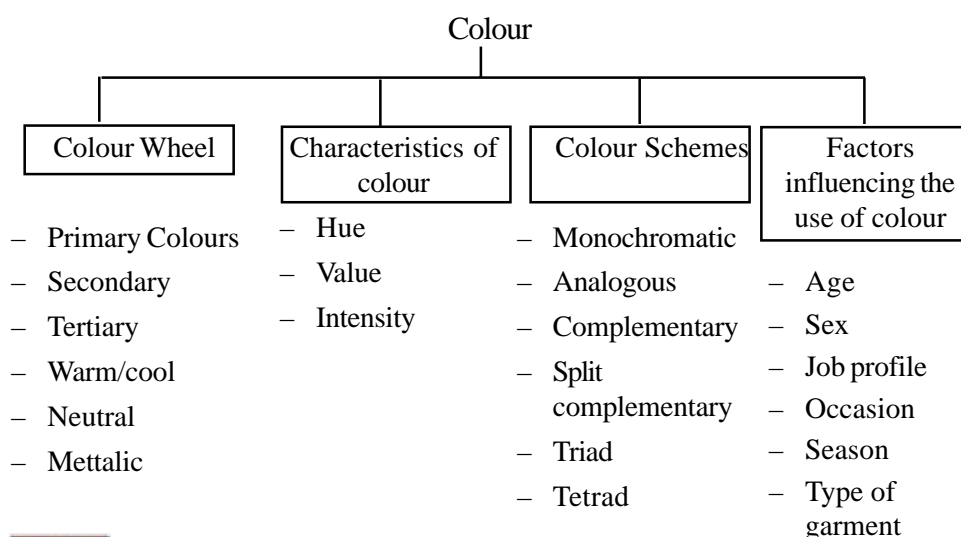 Colour
Colour Wheel
– Primary Colours
– Secondary
– Tertiary
– Warm/cool
– Neutral
– Mettalic
Characteristics of
colour
– Hue
– Value
– Intensity
Colour Schemes
– Monochromatic
– Analogous
– Complementary
– Split
complementary
– Triad
– Tetrad
Factors
influencing the
use of colour
– Age
– Sex
– Job profile
– Occasion
– Season
– Type of
garment